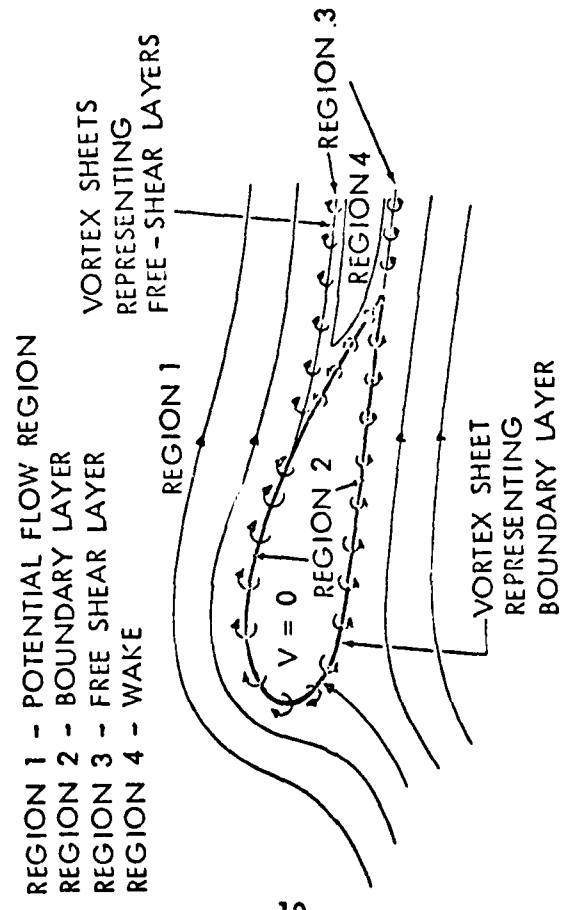 REGION 1 - POTENTIAL FLOW REGION
REGION 2 - BOUNDARY LAYER
REGION 3 - FREE SHEAR LAYER
REGION 4 - WAKE
VORTEX SHEETS
REPRESENTING
FREE-SHEAR LAYERS
REGION 1
REGION 3
REGION 4
V = 0
REGION 2
VORTEX SHEET
REPRESENTING
BOUNDARY LAYER
10